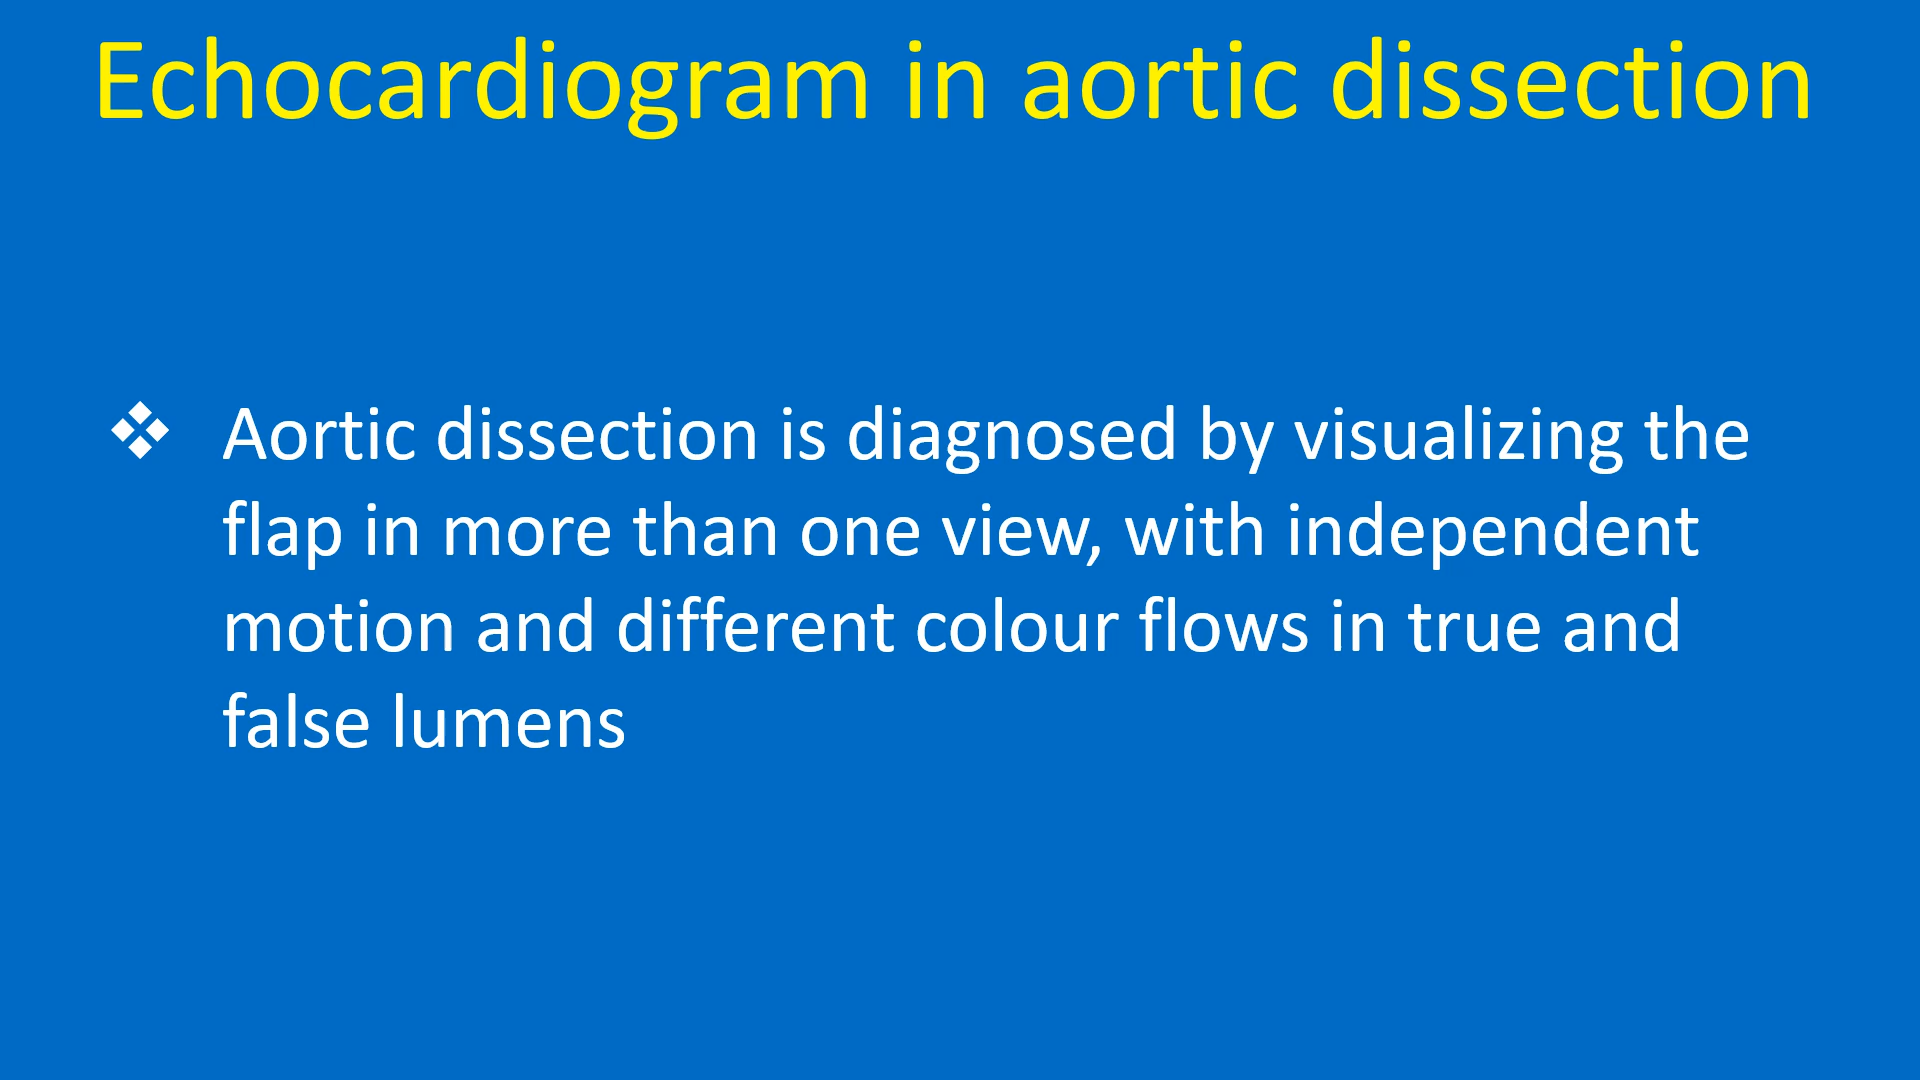 Echocardiogram in aortic dissection
❖ Aortic dissection is diagnosed by visualizing the
flap in more than one view, with independent
motion and different colour flows in true and
false lumens